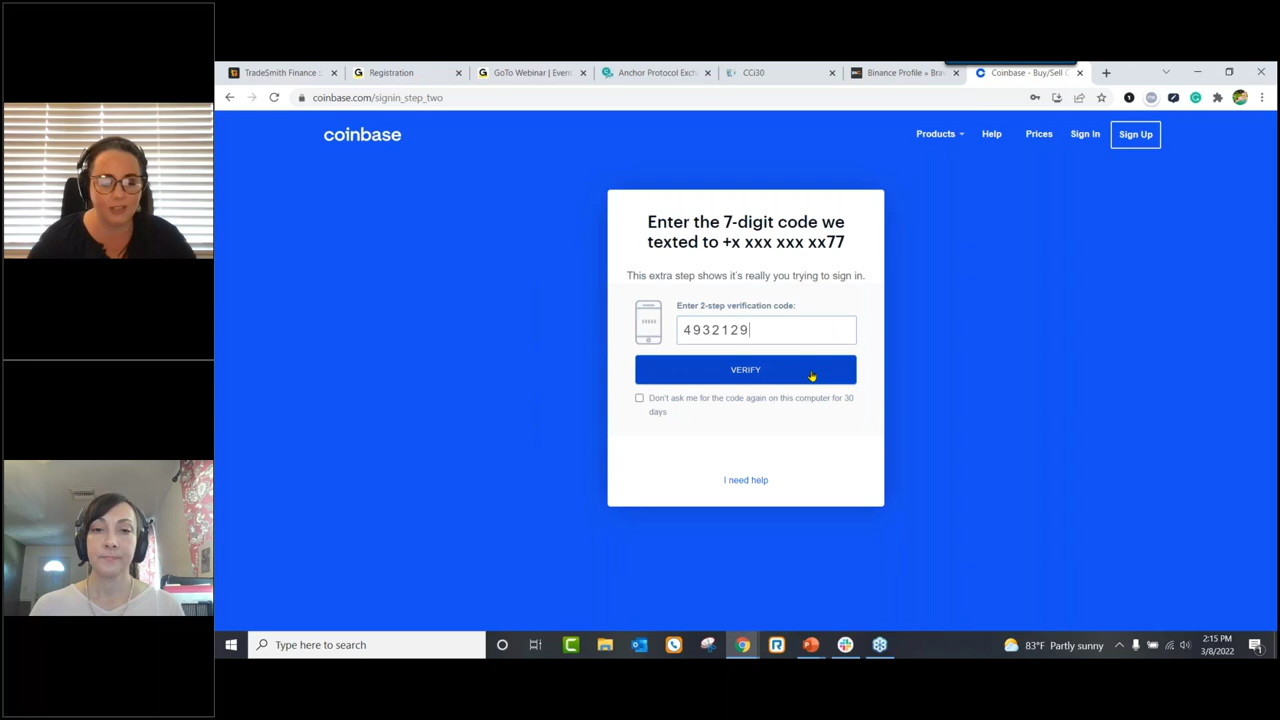 TradeSmith Finance ::
Registration
GoTo Webinar | Even
Anchor Protocol Exch
CCi30
Binance Profile » Brav
Coinbase - Buy/Sell C
coinbase.com/signin_step_two
coinbase
Products
Help
Prices
Sign In
Sign Up
Enter the 7-digit code we
texted to +x xxx xxx xx77
This extra step shows it's really you trying to sign in.
Enter 2-step verification code:
4932129
VERIFY
Don't ask me for the code again on this computer for 30
days
I need help
Type here to search
83°F Partly sunny
2:15 PM
3/8/2022